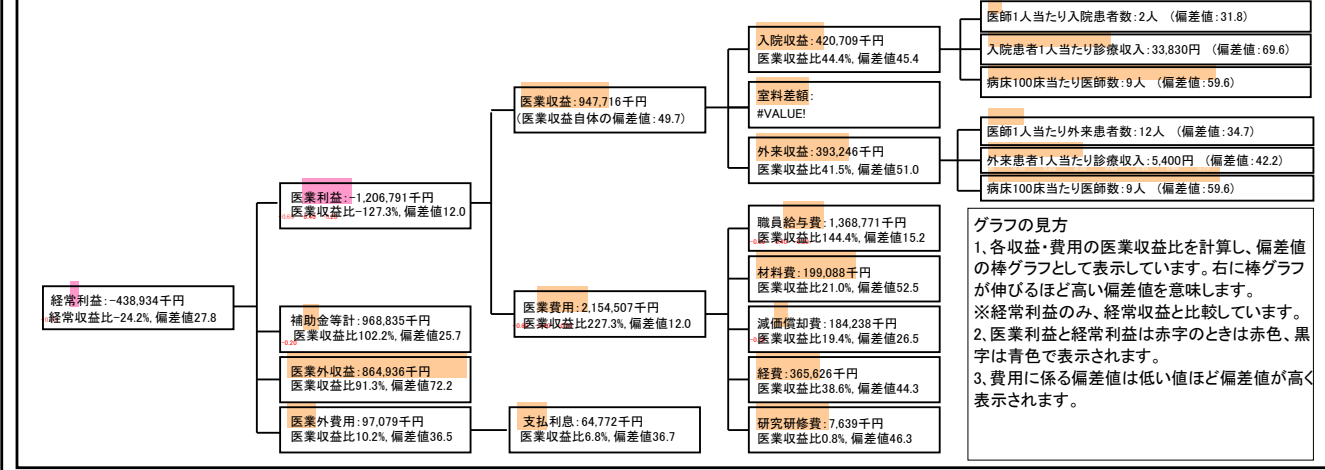 医師1人当たり入院患者数:2人 (偏差値:31.8)
入院収益:420,709千円
医業収益比44.4%, 偏差値45.4
入院患者1人当たり診療収入:33,830円 (偏差値:69.6)
病床100床当たり医師数:9人 (偏差値:59.6)
医業収益:947,716千円
(医業収益自体の偏差値:49.7)
室料差額:
#VALUE!
医師1人当たり外来患者数:12人 (偏差値:34.7)
外来収益:393,246千円
医業収益比41.5%, 偏差値51.0
外来患者1人当たり診療収入:5,400円 (偏差値:42.2)
病床100床当たり医師数:9人 (偏差値:59.6)
医業利益:-1,206,791千円
医業収益比-127.3%, 偏差値12.0
職員給与費:1,368,771千円
医業収益比144.4%, 偏差値15.2
材料費:199,088千円
医業収益比21.0%, 偏差値52.5
経常利益:-438,934千円
経常収益比-24.2%, 偏差値27.8
医業費用:2,154,507千円
医業収益比227.3%, 偏差値12.0
補助金等計:968,835千円
医業収益比102.2%, 偏差値25.7
-0.20
減価償却費:184,238千円
医業収益比19.4%, 偏差値26.5
医業外収益:864,936千円
医業収益比91.3%, 偏差値72.2
経費:365,626千円
医業収益比38.6%, 偏差値44.3
医業外費用:97,079千円
医業収益比10.2%, 偏差値36.5
支払利息:64,772千円
医業収益比6.8%, 偏差値36.7
研究研修費:7,639千円
医業収益比0.8%, 偏差値46.3
グラフの見方
1、各収益・費用の医業収益比を計算し、偏差値
の棒グラフとして表示しています。右に棒グラフ
が伸びるほど高い偏差値を意味します。
※経常利益のみ、経常収益と比較しています。
2、医業利益と経常利益は赤字のときは赤色、黒
字は青色で表示されます。
3、費用に係る偏差値は低い値ほど偏差値が高く
表示されます。